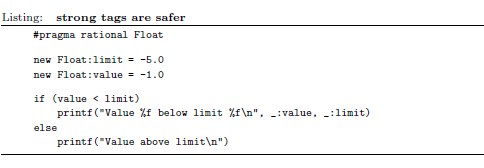 Listing: strong tags are safer
#pragma rational Float
new Float:limit = -5.0
new Float:value = -1.0
if (value < limit)
printf("Value %f below limit %f\n", _:value, _:limit)
else
printf("Value above limit\n")